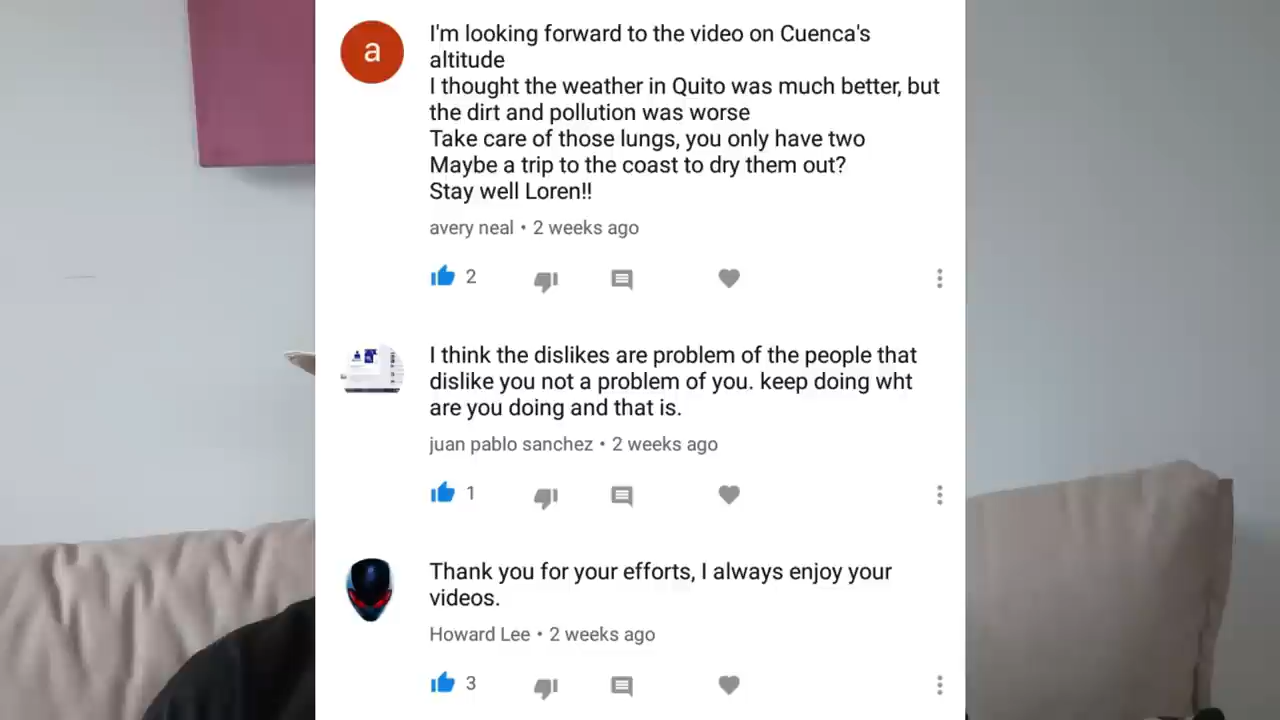 a
I'm looking forward to the video on Cuenca's
altitude
I thought the weather in Quito was much better, but
the dirt and pollution was worse
Take care of those lungs, you only have two
Maybe a trip to the coast to dry them out?
Stay well Loren!!
avery neal • 2 weeks ago
2
I think the dislikes are problem of the people that
dislike you not a problem of you. keep doing wht
are you doing and that is.
juan pablo sanchez • 2 weeks ago
1
Thank you for your efforts, I always enjoy your
videos.
Howard Lee • 2 weeks ago
3